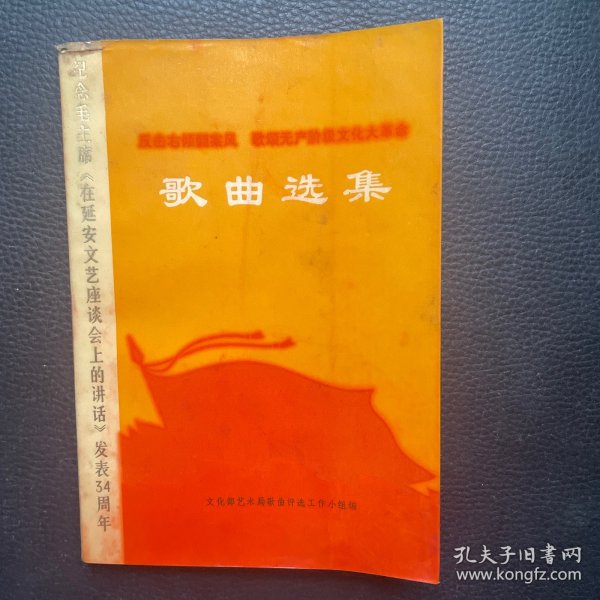 纪念毛主席《在延安文艺座谈会上的讲话》发表34周年
反击右倾翻案风 歌颂无产阶级文化大革命
歌曲选集
文化部艺术局歌曲评选工作小组编
孔夫子旧书网
www.kongfz.com